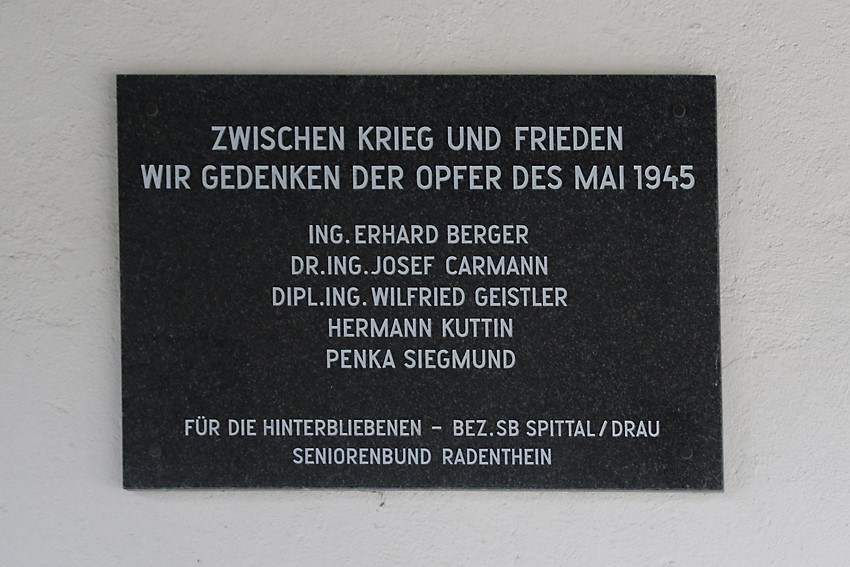 ZWISCHEN KRIEG UND FRIEDEN
WIR GEDENKEN DER OPFER DES MAI 1945
ING. ERHARD BERGER
DR.ING. JOSEF CARMANN
DIPL.ING. WILFRIED GEISTLER
HERMANN KUTTIN
PENKA SIEGMUND
FÜR DIE HINTERBLIEBENEN – BEZ.SB SPITTAL/DRAU
SENIORENBUND RADENTHEIN